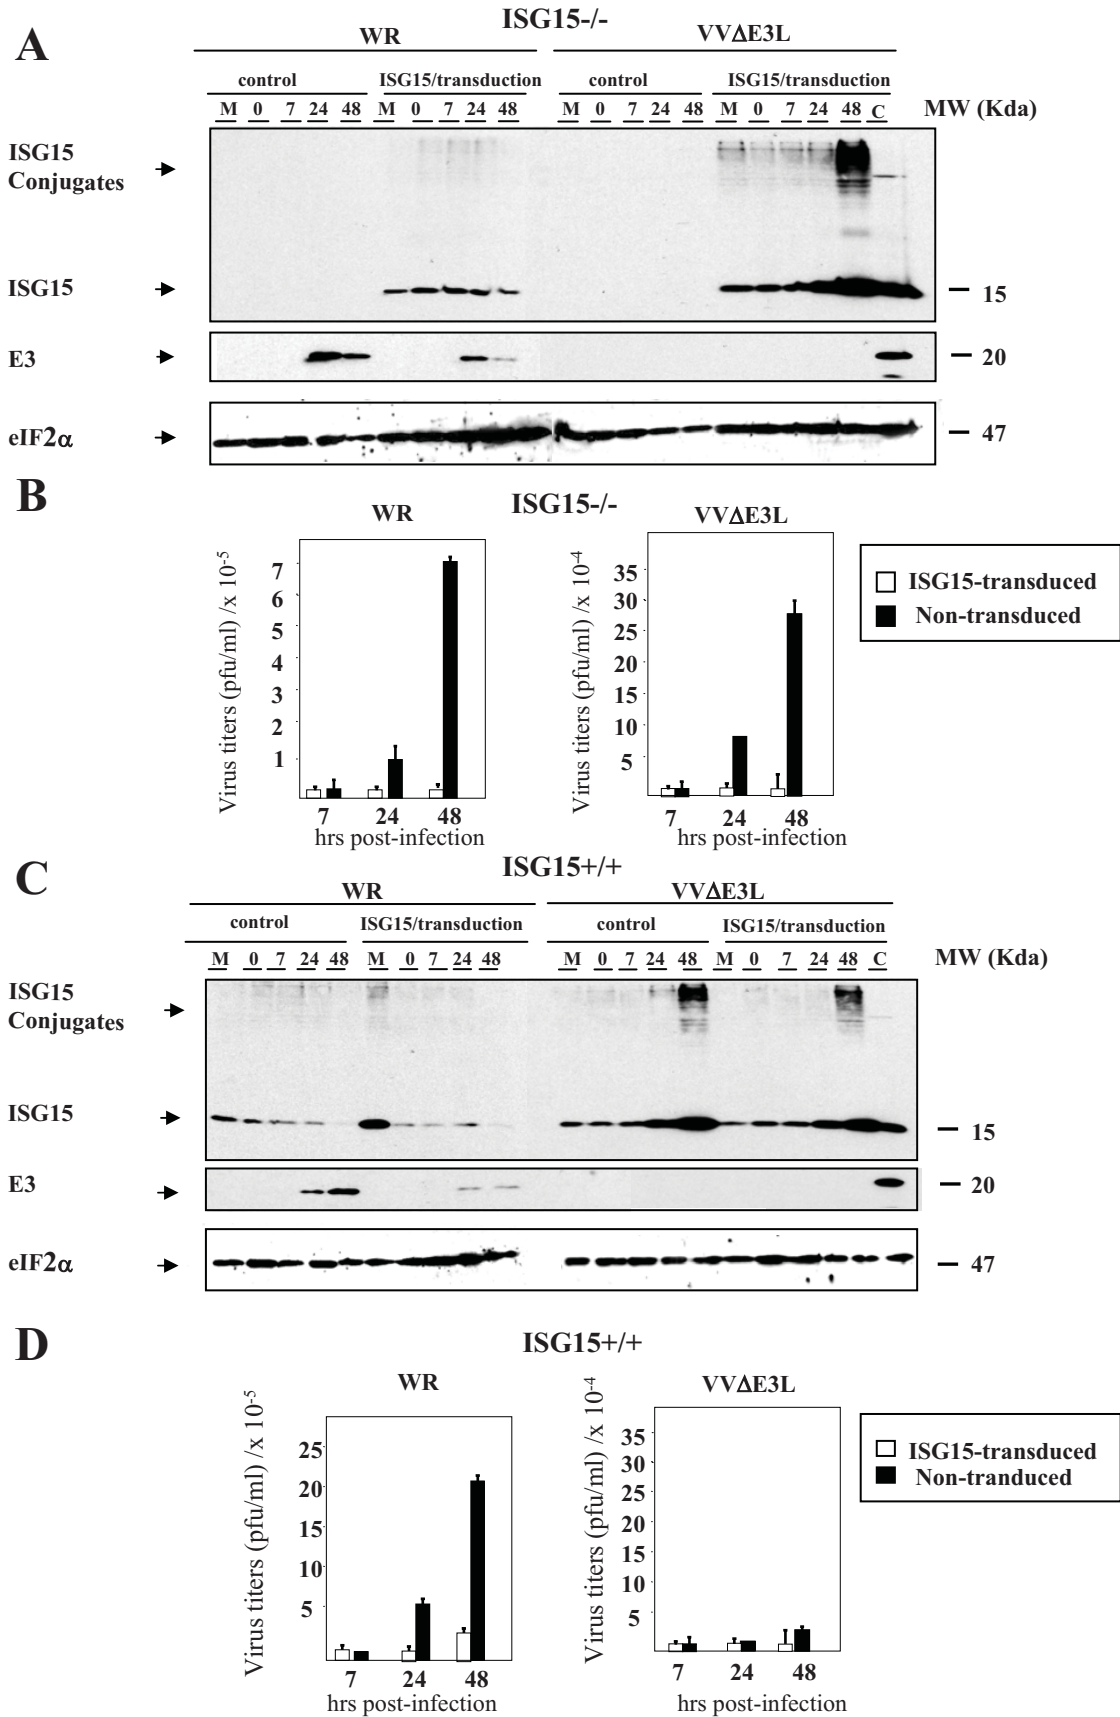 A
ISG15-/-
WR VVΔE3L
control ISG15/transduction control ISG15/transduction
M 0 7 24 48 M 0 7 24 48 M 0 7 24 48 M 0 7 24 48 C MW (Kda)
ISG15
Conjugates
ISG15 15
E3 20
eIF2α 47
B
ISG15-/-
WR VVΔE3L
Virus titers (pfu/ml) /x 10-5
7
6
5
4
3
2
1
7 24 48
hrs post-infection
Virus titers (pfu/ml) /x 10-4
35
30
25
20
15
10
5
7 24 48
hrs post-infection
ISG15-transduced
Non-transduced
C
ISG15+/+
WR VVΔE3L
control ISG15/transduction control ISG15/transduction
M 0 7 24 48 M 0 7 24 48 M 0 7 24 48 M 0 7 24 48 C MW (Kda)
ISG15
Conjugates
ISG15 15
E3 20
eIF2α 47
D
ISG15+/+
WR VVΔE3L
Virus titers (pfu/ml) /x 10-5
25
20
15
10
5
7 24 48
hrs post-infection
Virus titers (pfu/ml) /x 10-4
35
30
25
20
15
10
5
7 24 48
hrs post-infection
ISG15-transduced
Non-tranduced